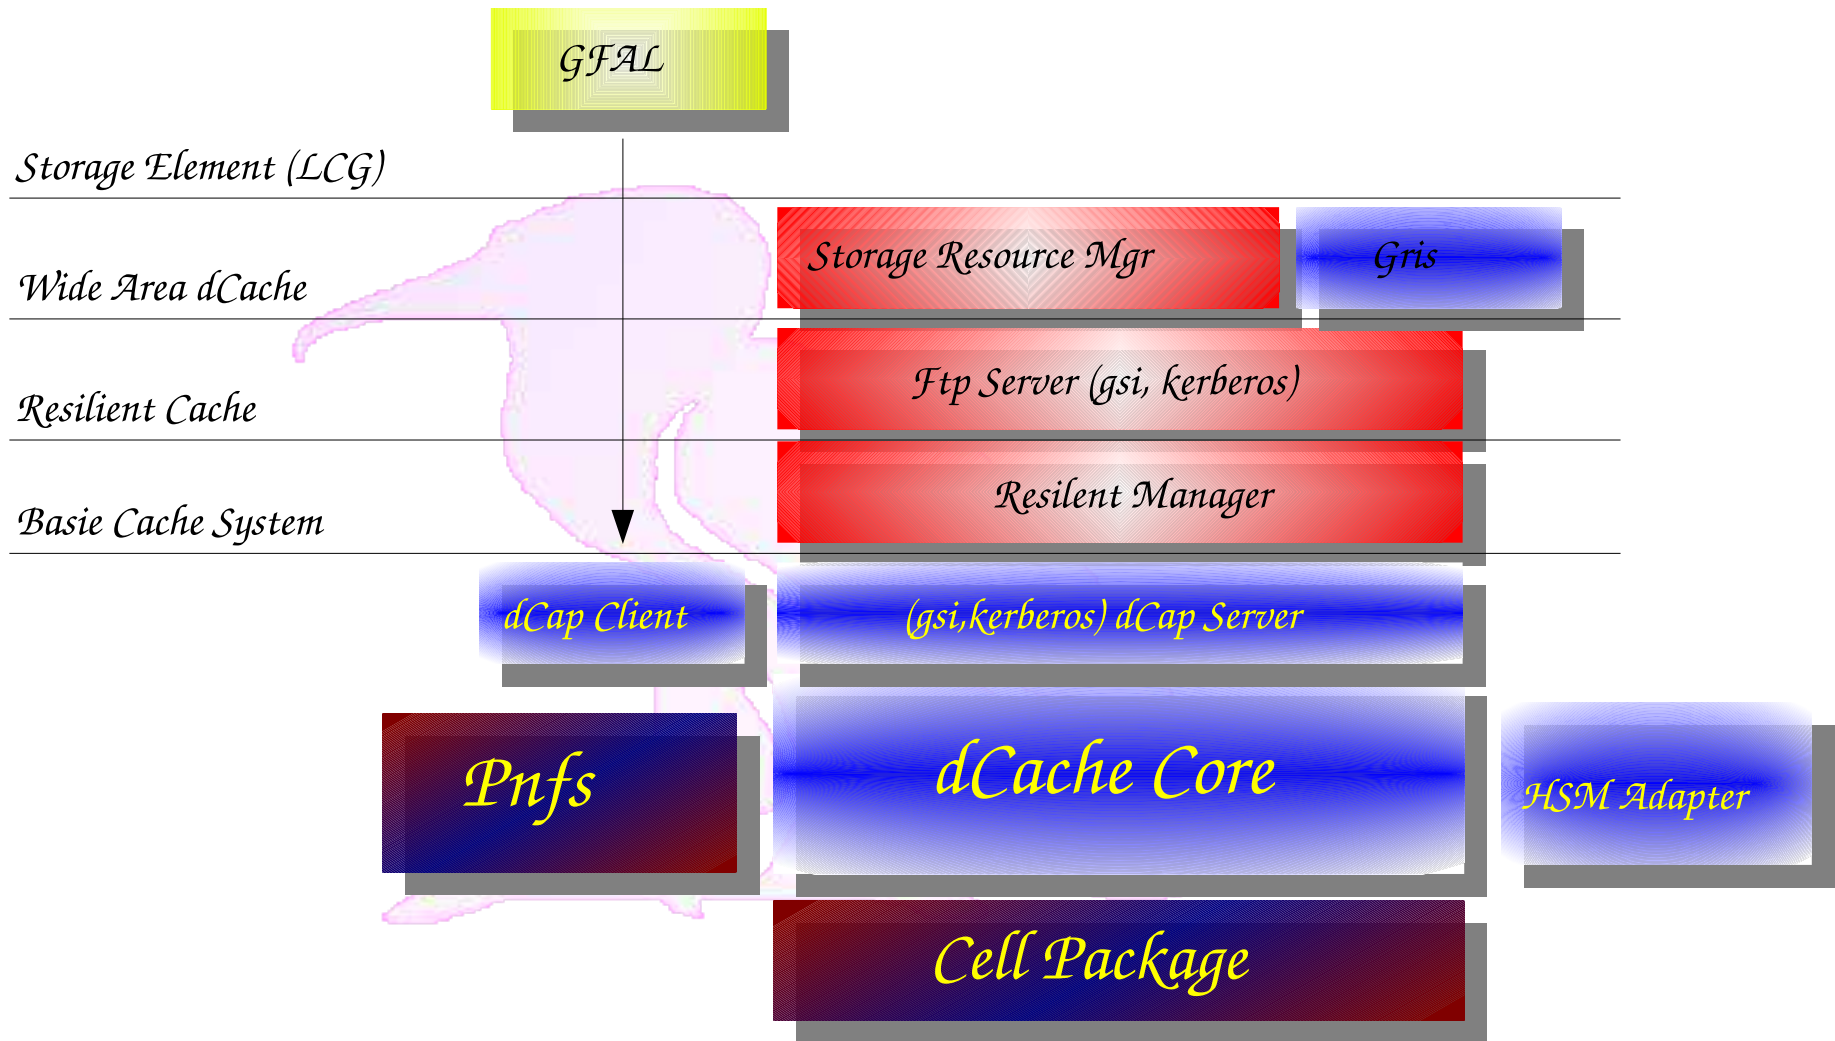 GFAL
Storage Element (LCG)
Storage Resource Mgr
Gris
Wide Area dCache
Ftp Server (gsi, kerberos)
Resilient Cache
Resilent Manager
Basie Cache System
dCap Client
(gsi,kerberos) dCap Server
Pnfs
dCache Core
HSM Adapter
Cell Package